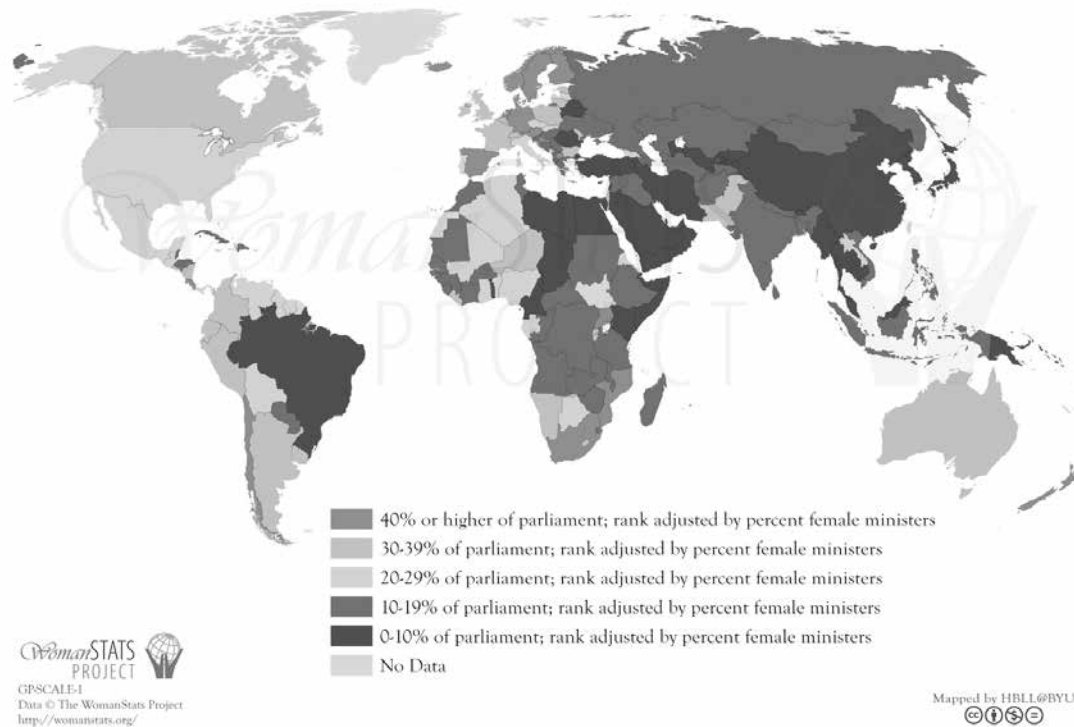 WomanSTATS
PROJECT
40% or higher of parliament; rank adjusted by percent female ministers
30-39% of parliament; rank adjusted by percent female ministers
20-29% of parliament; rank adjusted by percent female ministers
10-19% of parliament; rank adjusted by percent female ministers
0-10% of parliament; rank adjusted by percent female ministers
No Data
WomanSTATS
PROJECT
GP-SCALE-1
Data © The WomanStats Project
http://womanstats.org/
Mapped by HBLL@BYU